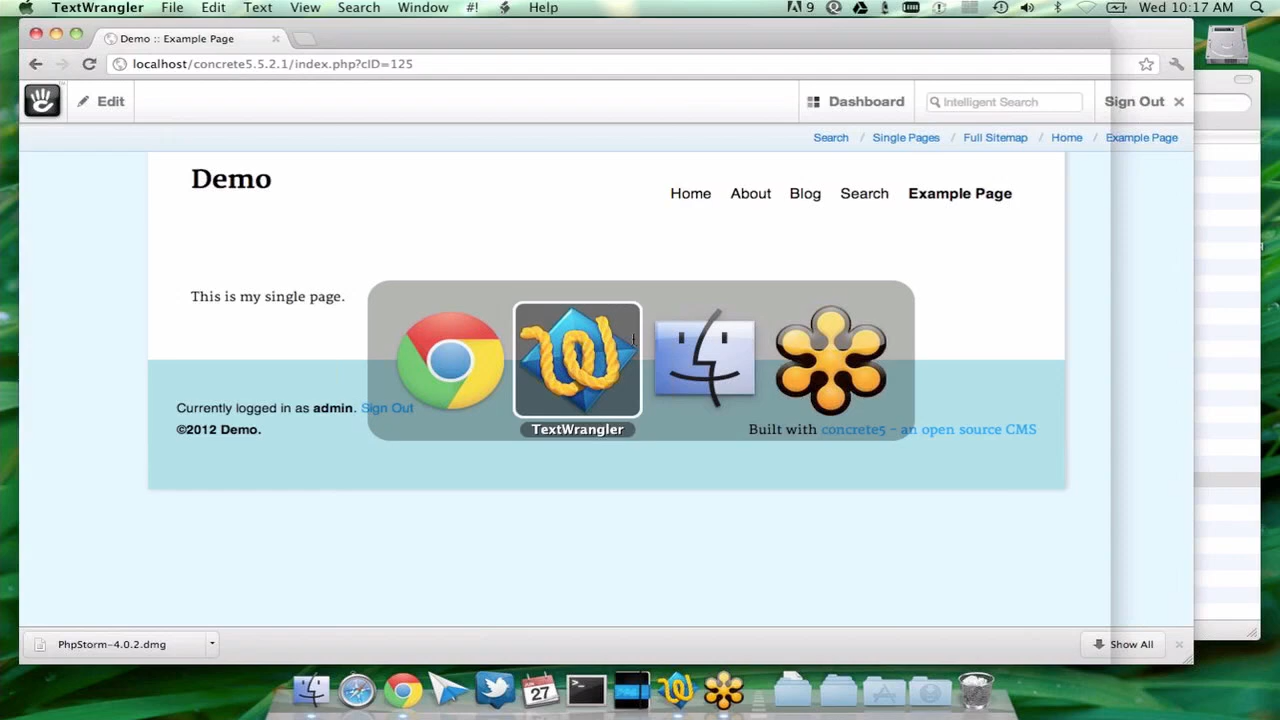 TextWrangler File Edit Text View Search Window #! Help 9 Wed 10:17 AM
Demo :: Example Page
localhost/concrete5.5.2.1/index.php?cID=125
Edit Dashboard Intelligent Search Sign Out
Search / Single Pages / Full Sitemap / Home / Example Page
Demo
Home About Blog Search Example Page
This is my single page.
TextWrangler
Currently logged in as admin. Sign Out
©2012 Demo.
Built with concrete5 - an open source CMS
PhpStorm-4.0.2.dmg
Show All
JUN
27